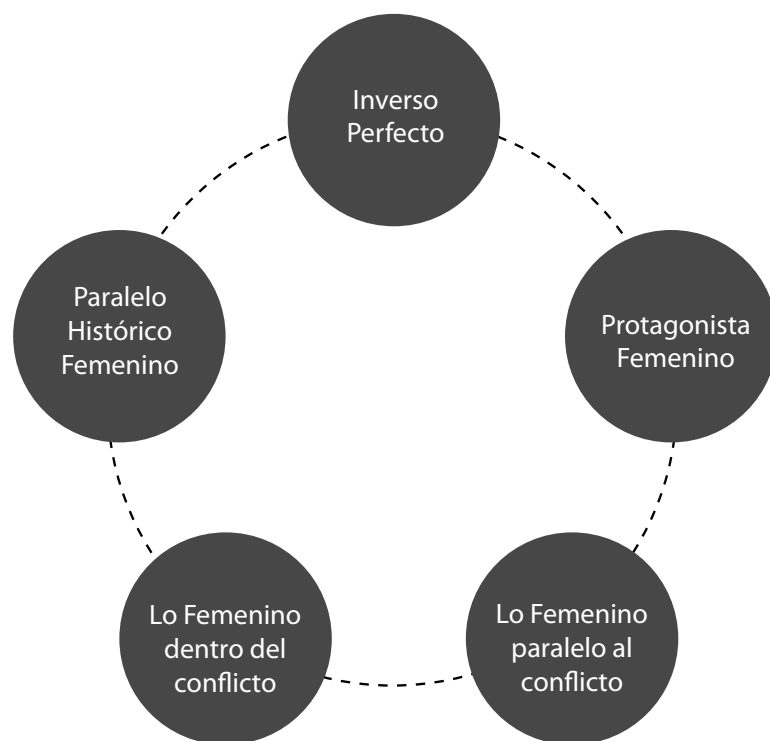 Inverso
Perfecto
Paralelo
Histórico
Femenino
Protagonista
Femenino
Lo Femenino
dentro del
conflicto
Lo Femenino
paralelo al
conflicto